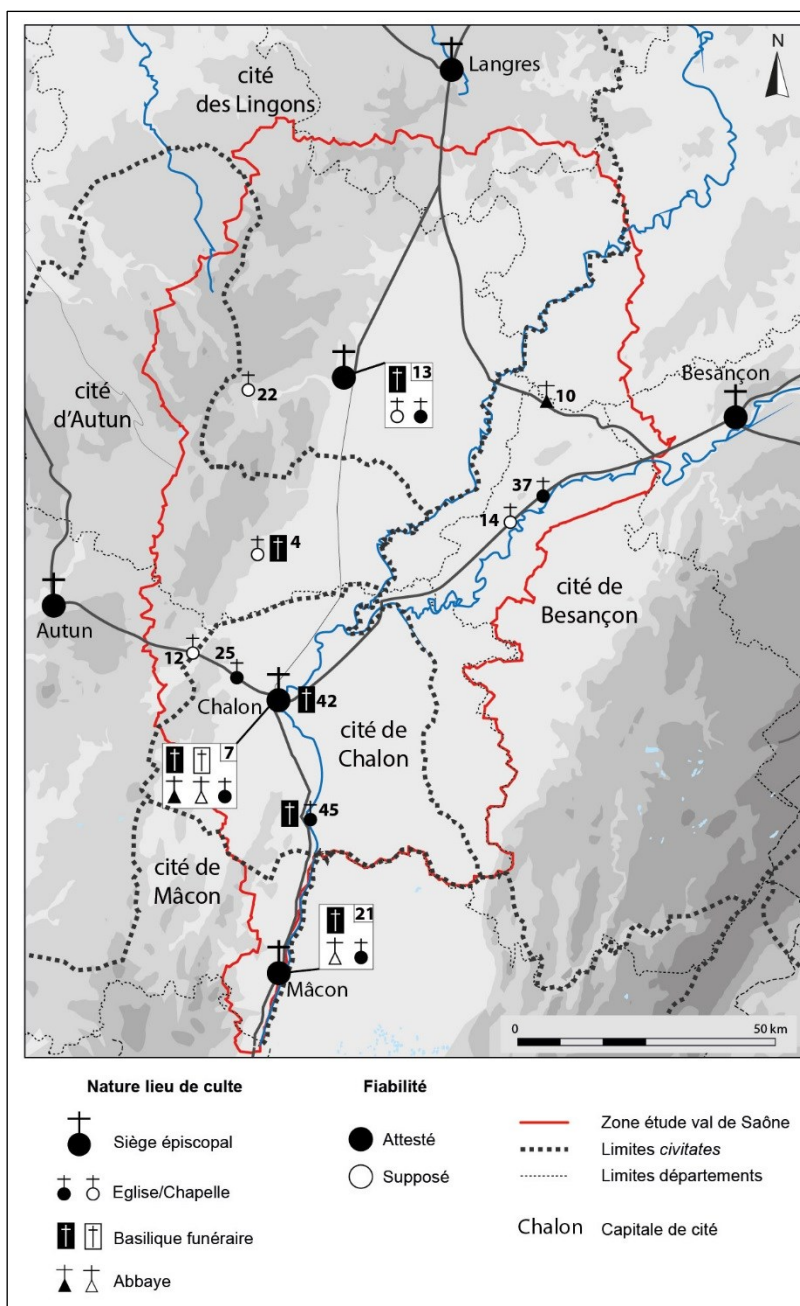 N
Langres
cité
des Lingons
13
22
10
Besançon
cité
d'Autun
37
14
4
cité de
Besançon
Autun
12
25
Chalon
42
7
cité de
Chalon
45
cité de
Mâcon
21
Mâcon
0
50 km
Nature lieu de culte
Siège épiscopal
Eglise/Chapelle
Basilique funéraire
Abbaye
Fiabilité
Attesté
Supposé
Zone étude val de Saône
Limites civitates
Limites départements
Chalon Capitale de cité